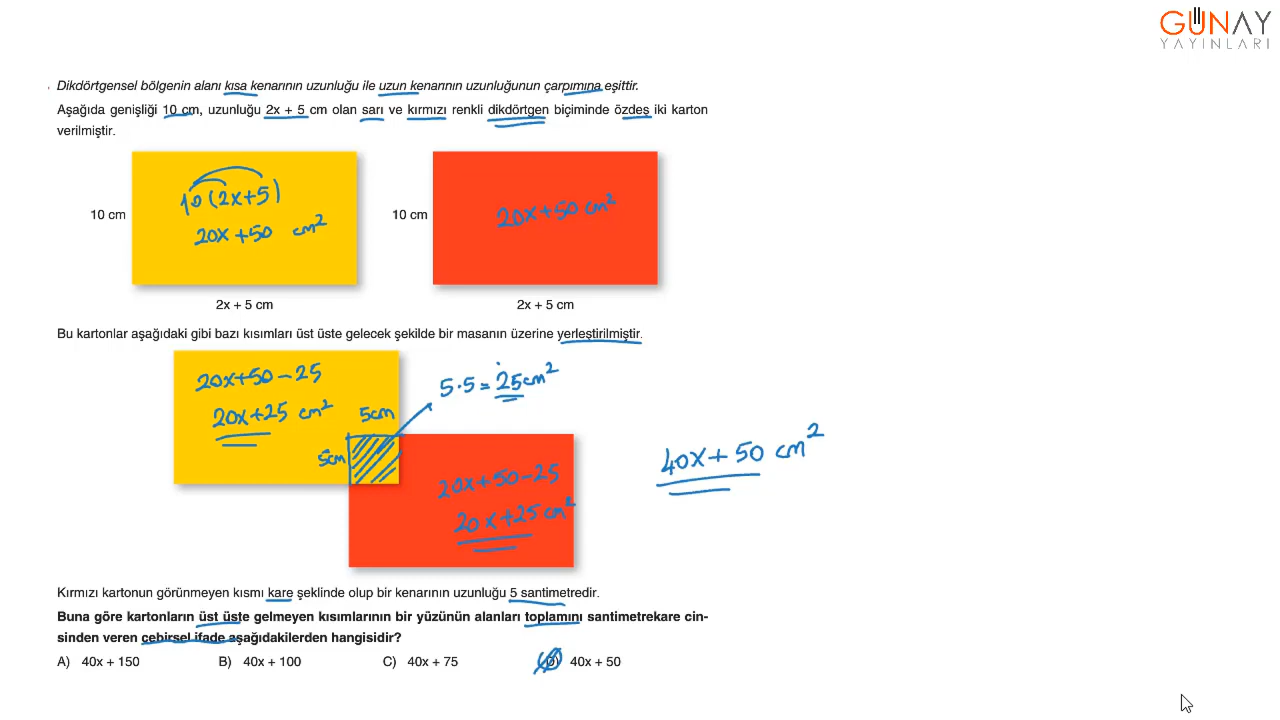 GÜNAY
YAYINLARI
Dikdörtgensel bölgenin alanı kısa kenarının uzunluğu ile uzun kenarının uzunluğunun çarpımına eşittir.
Aşağıda genişliği 10 cm, uzunluğu 2x + 5 cm olan sarı ve kırmızı renkli dikdörtgen biçiminde özdeş iki karton
verilmiştir.
10(2x+5)
20x+50 cm²
20x+50 cm²
10 cm
10 cm
2x + 5 cm
2x + 5 cm
Bu kartonlar aşağıdaki gibi bazı kısımları üst üste gelecek şekilde bir masanın üzerine yerleştirilmiştir.
20x+50-25
20x+25 cm²
5cm
5cm
5.5=25cm²
20x+50-25
20x+25cm²
40x+50 cm²
Kırmızı kartonun görünmeyen kısmı kare şeklinde olup bir kenarının uzunluğu 5 santimetredir.
Buna göre kartonların üst üste gelmeyen kısımlarının bir yüzünün alanları toplamını santimetrekare cin-
sinden veren cebirsel ifade aşağıdakilerden hangisidir?
A) 40x + 150 B) 40x + 100 C) 40x + 75 D) 40x + 50